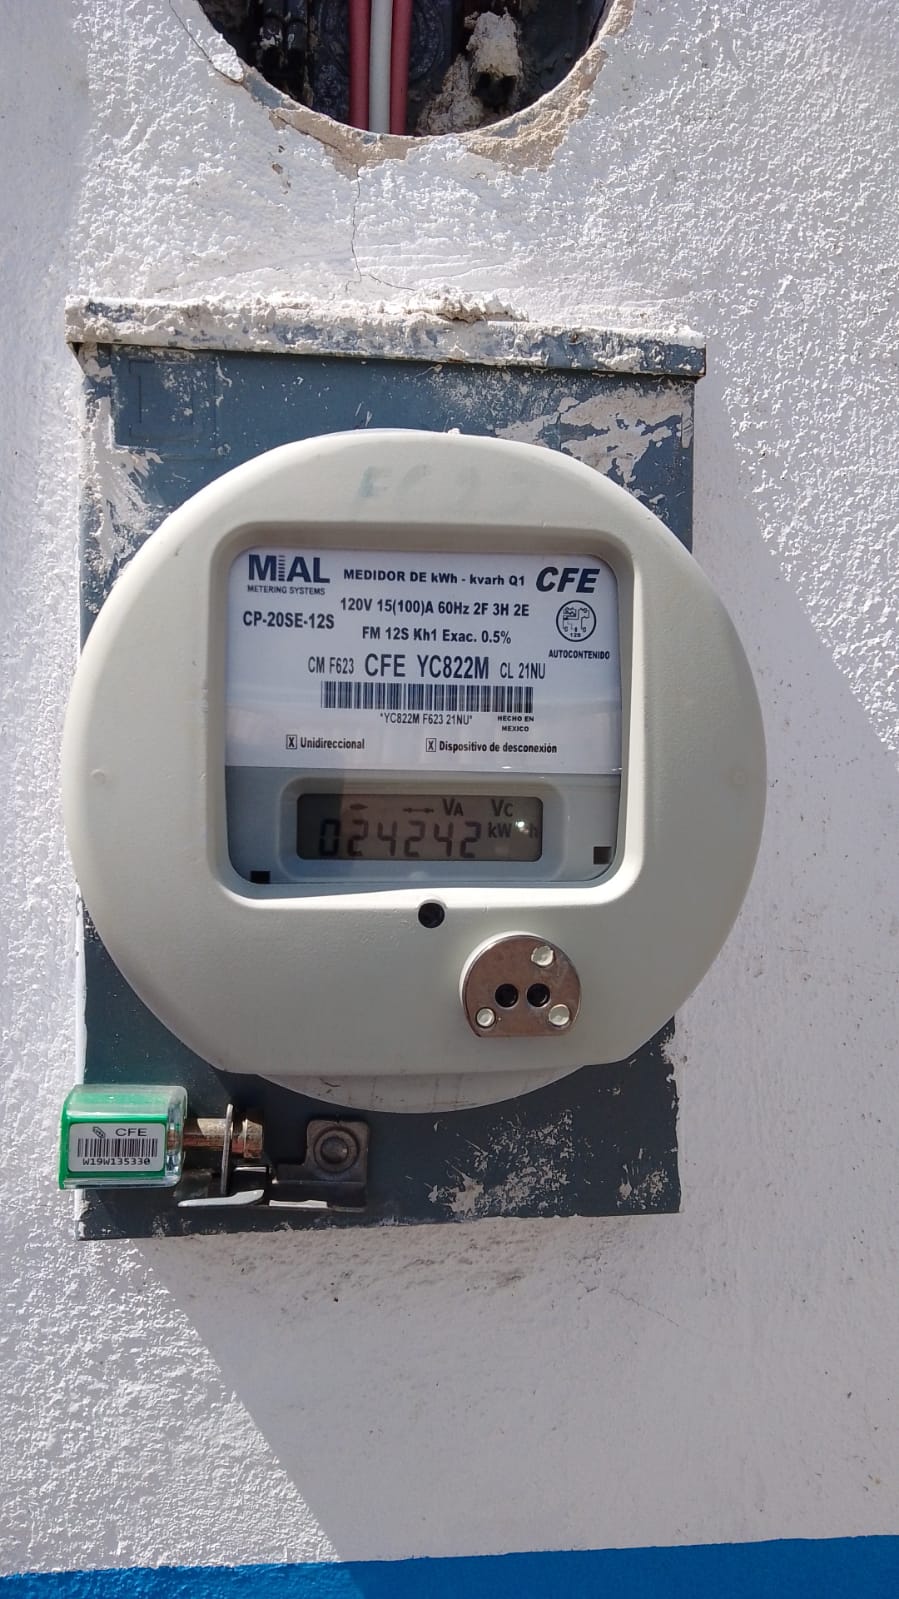 MIAL
METERING SYSTEMS
MEDIDOR DE kWh - kvarh Q1
CFE
CP-20SE-12S
120V 15(100)A 60Hz 2F 3H 2E
FM 12S Kh1 Exac. 0.5%
12S
AUTOCONTENIDO
CM F623 CFE YC822M CL 21NU
*YC822M F623 21NU*
HECHO EN
MEXICO
X Unidireccional
X Dispositivo de desconexión
VA VC
024242 kW h
CFE
W19W135330